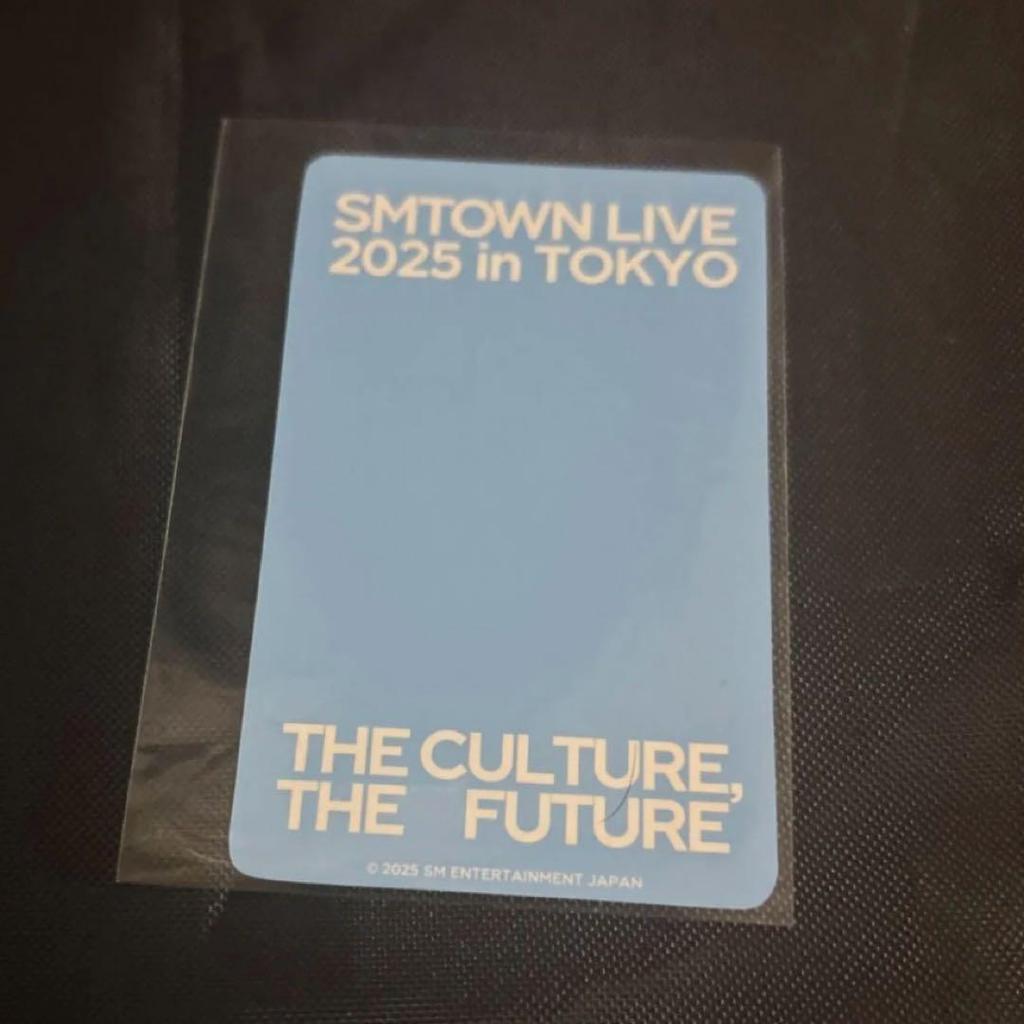 SMTOWN LIVE
2025 in TOKYO
THE CULTURE,
THE FUTURE
© 2025 SM ENTERTAINMENT JAPAN